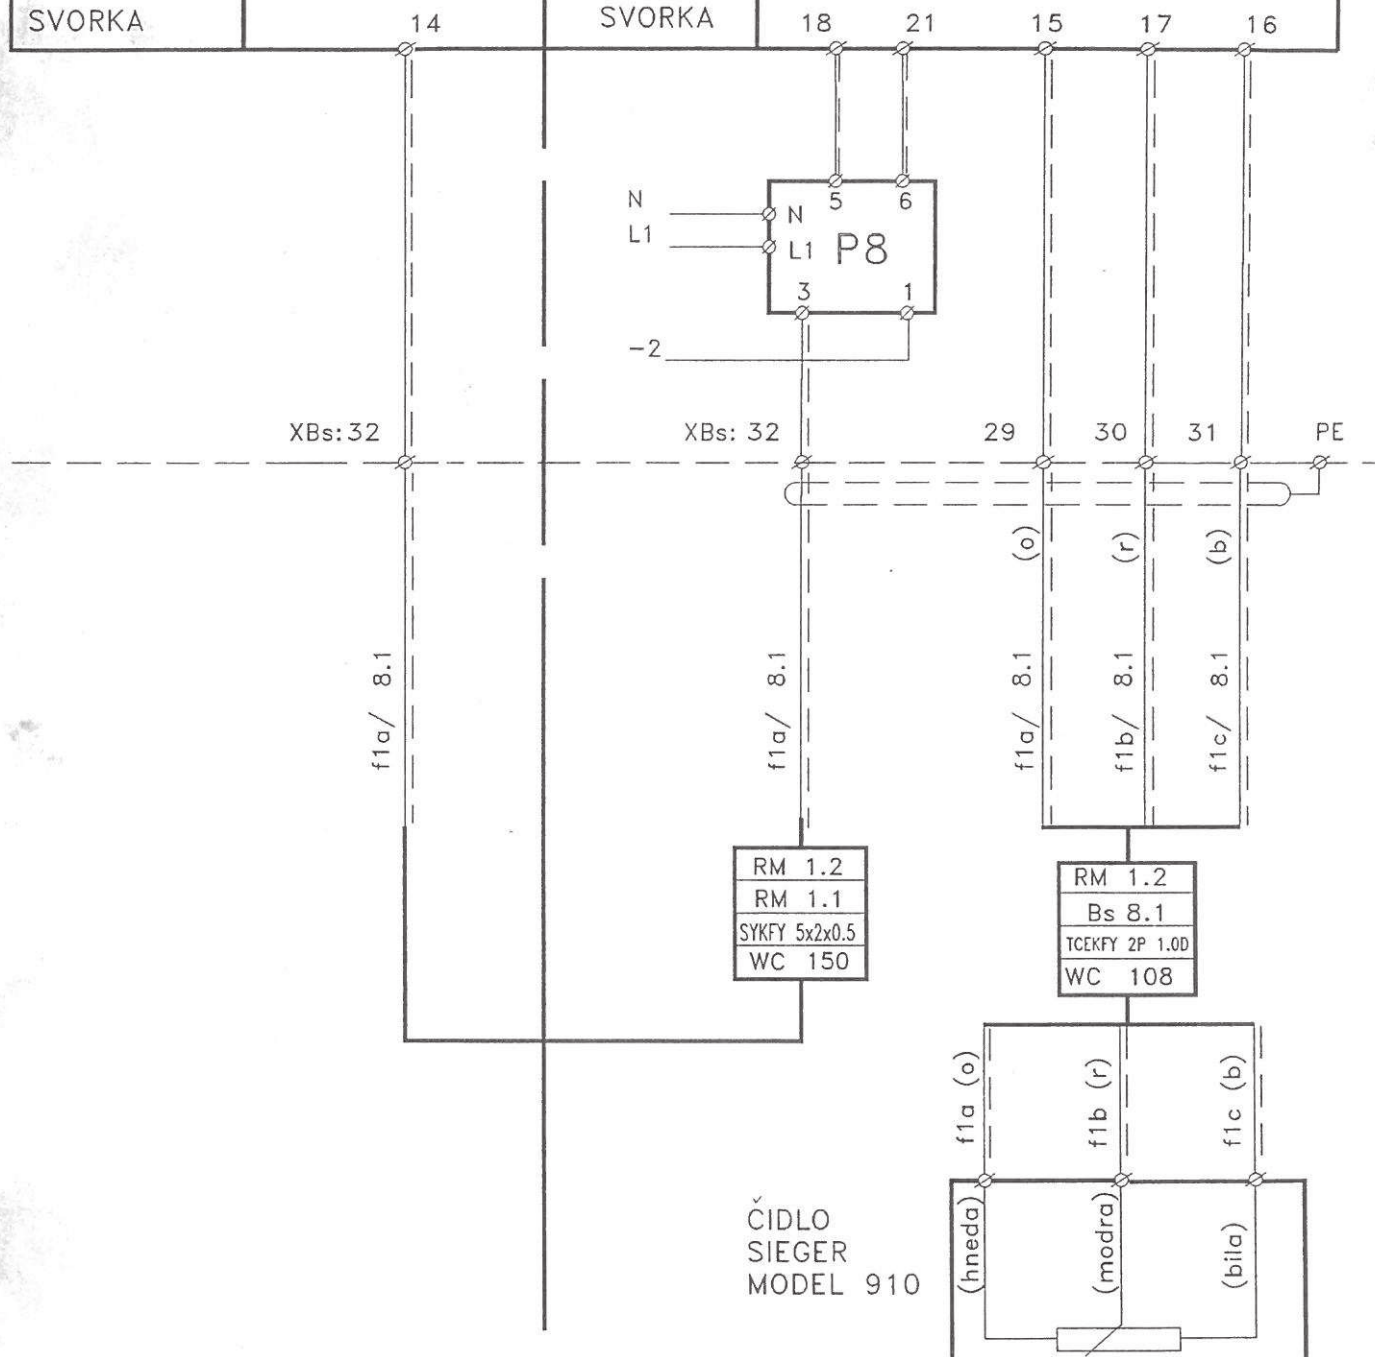 SVORKA 14 SVORKA 18 21 15 17 16
5 6
N N
L1 L1 P8
3 1
-2
XBs:32 XBs: 32 29 30 31 PE
(o) (r) (b)
f1a/ 8.1 f1a/ 8.1 f1a/ 8.1 f1b/ 8.1 f1c/ 8.1
RM 1.2
RM 1.1
SYKFY 5x2x0.5
WC 150
RM 1.2
Bs 8.1
TCEKFY 2P 1.0D
WC 108
f1a (o) f1b (r) f1c (b)
ČIDLO
SIEGER
MODEL 910
(hneda) (modra) (bila)